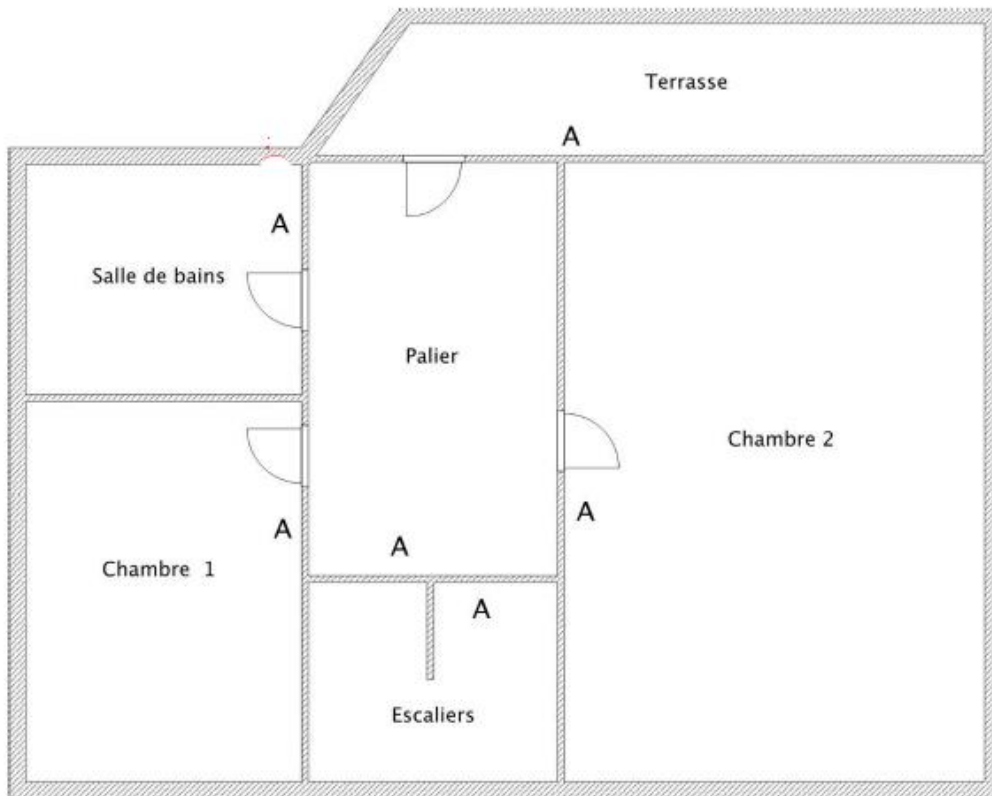 Terrasse
A
A
Salle de bains
Palier
Chambre 2
A
A
A
Chambre 1
A
Escaliers